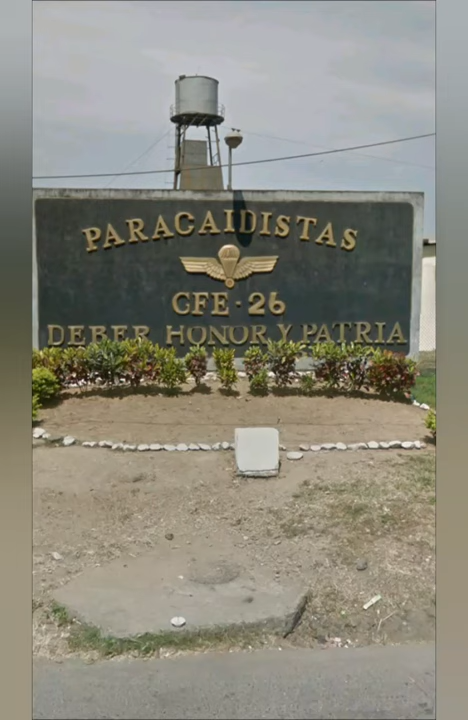 PARACAIDISTAS
CFE - 26
DEBER HONOR Y PATRIA